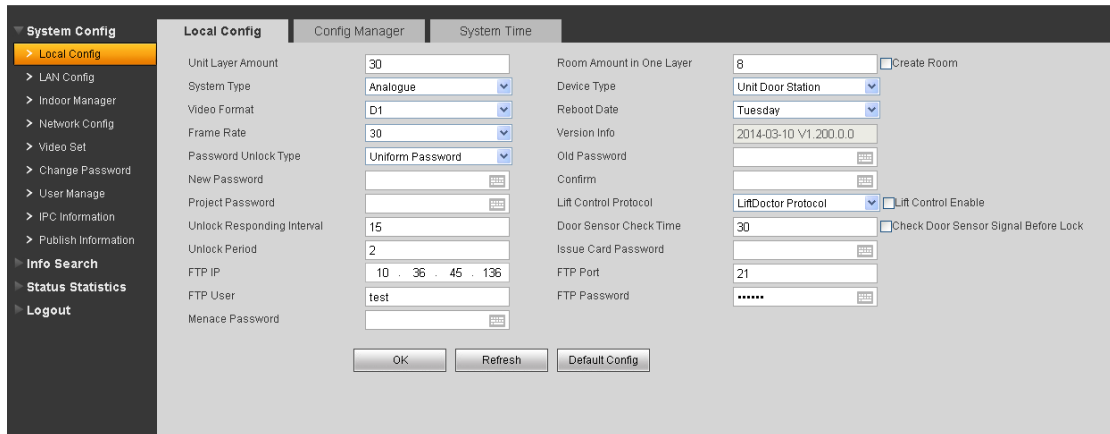 System Config
> Local Config
> LAN Config
> Indoor Manager
> Network Config
> Video Set
> Change Password
> User Manage
> IPC Information
> Publish Information
Info Search
Status Statistics
Logout
Local Config Config Manager System Time
Unit Layer Amount 30 Room Amount in One Layer 8 Create Room
System Type Analogue Device Type Unit Door Station
Video Format D1 Reboot Date Tuesday
Frame Rate 30 Version Info 2014-03-10 V1.200.0.0
Password Unlock Type Uniform Password Old Password
New Password Confirm
Project Password Lift Control Protocol LiftDoctor Protocol Lift Control Enable
Unlock Responding Interval 15 Door Sensor Check Time 30 Check Door Sensor Signal Before Lock
Unlock Period 2 Issue Card Password
FTP IP 10 . 36 . 45 . 136 FTP Port 21
FTP User test FTP Password ••••••
Menace Password
OK Refresh Default Config